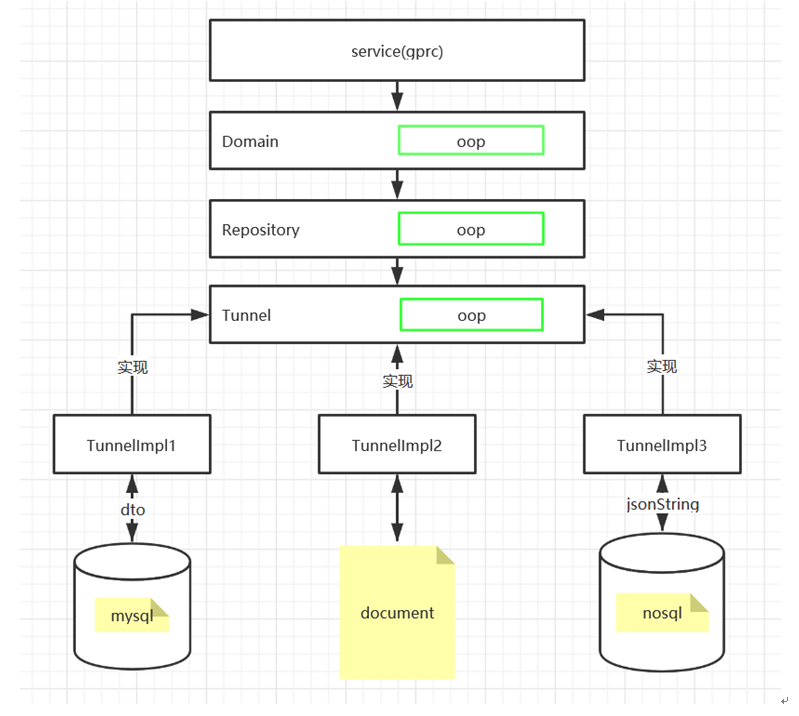 service(gprc)
Domain
oop
Repository
oop
Tunnel
oop
实现
实现
实现
TunnelImpl1
TunnelImpl2
TunnelImpl3
dto
jsonString
mysql
document
nosql